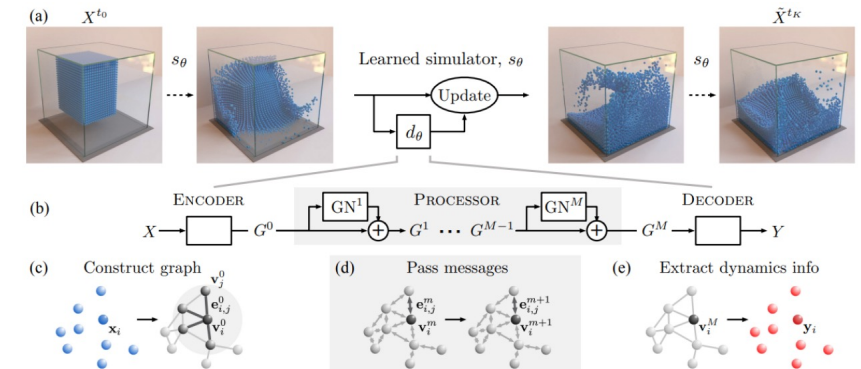 (a)
X^{t_0}
s_θ
Learned simulator, s_θ
Update
d_θ
s_θ
X̃^{t_K}
(b)
ENCODER
PROCESSOR
DECODER
X
G^0
GN^1
+
G^1
...
G^{M-1}
GN^M
+
G^M
Y
(c)
Construct graph
x_i
v_j^0
e_{i,j}^0
v_i^0
(d)
Pass messages
e_{i,j}^m
v_i^m
e_{i,j}^{m+1}
v_i^{m+1}
(e)
Extract dynamics info
v_i^M
y_i